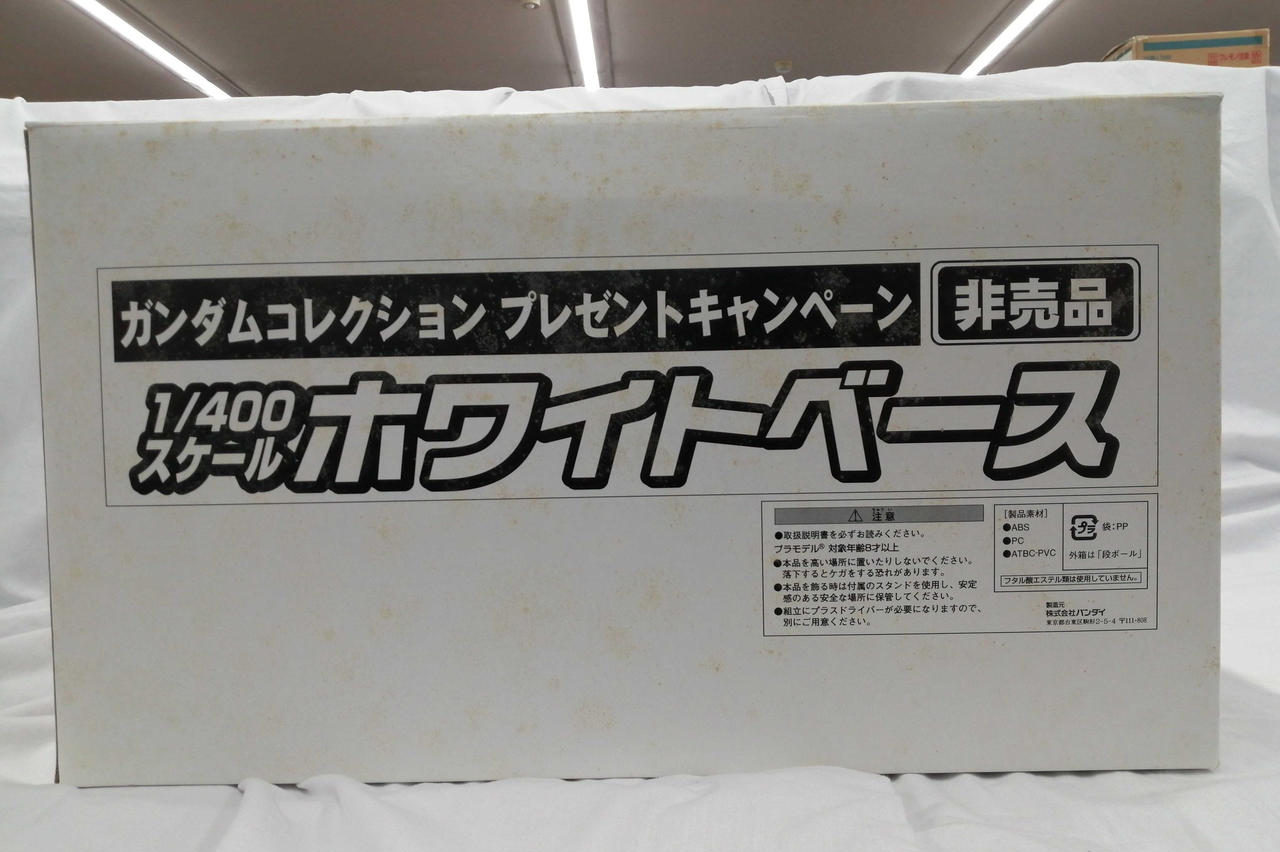 ガンダムコレクション プレゼントキャンペーン
非売品
1/400
スケール
ホワイトベース
注意
●取扱説明書を必ずお読みください。
プラモデル® 対象年齢8才以上
●本品を高い場所に置いたりしないでください。
落下するとケガをする恐れがあります。
●本品を飾る時は付属のスタンドを使用し、安定
感のある安全な場所に保管してください。
●組立にプラスドライバーが必要になりますので、
別にご用意ください。
[製品素材]
●ABS
●PC
●ATBC-PVC
プラ
袋:PP
外箱は「段ボール」
フタル酸エステル類は使用していません。
製造元
株式会社バンダイ
東京都台東区駒形2-5-4 〒111-808